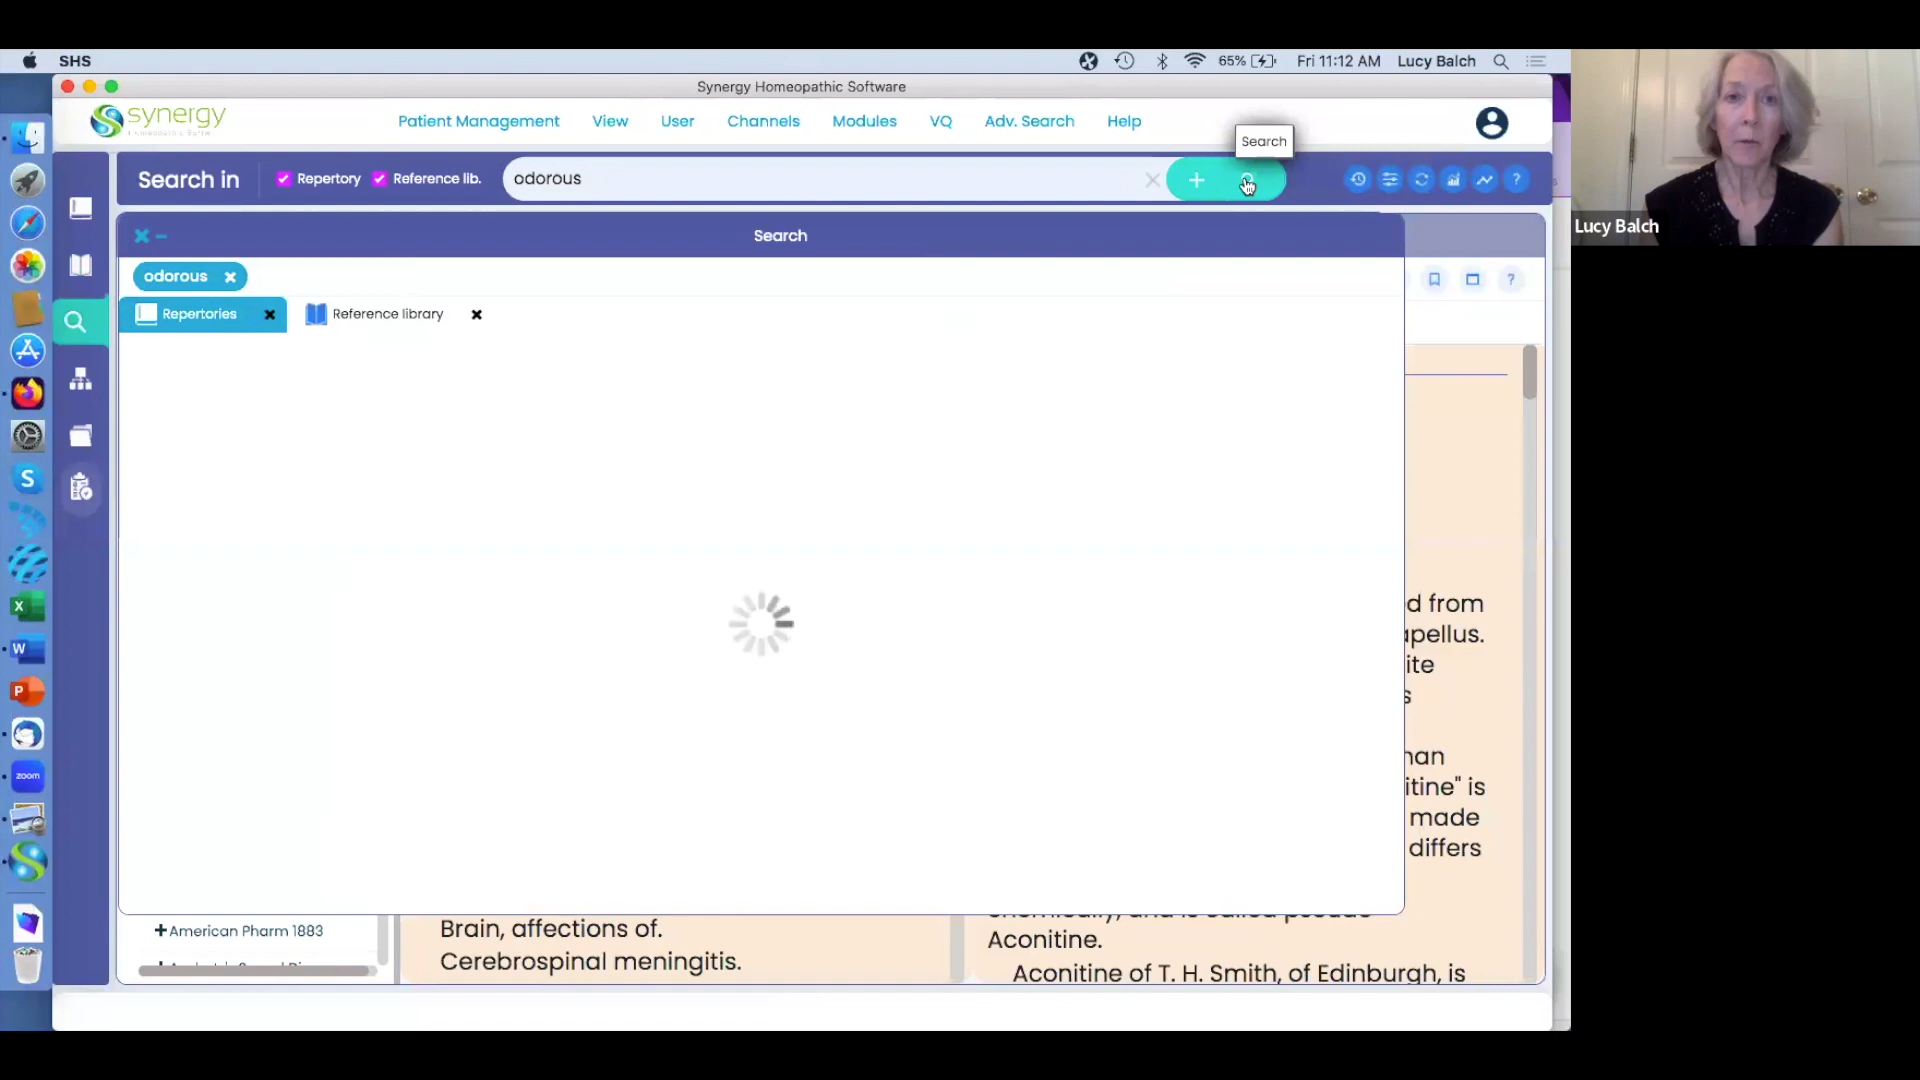 SHS
65%
Fri 11:12 AM
Lucy Balch
Synergy Homeopathic Software
synergy
Patient Management
View
User
Channels
Modules
VQ
Adv. Search
Help
Search
Search in
Repertory
Reference lib.
odorous
Search
odorous
Repertories
Reference library
d from
apellus.
ite
s
nan
itine" is
made
differs
American Pharm 1883
Brain, affections of.
Cerebrospinal meningitis.
Aconitine.
Aconitine of T. H. Smith, of Edinburgh, is
zoom
Lucy Balch